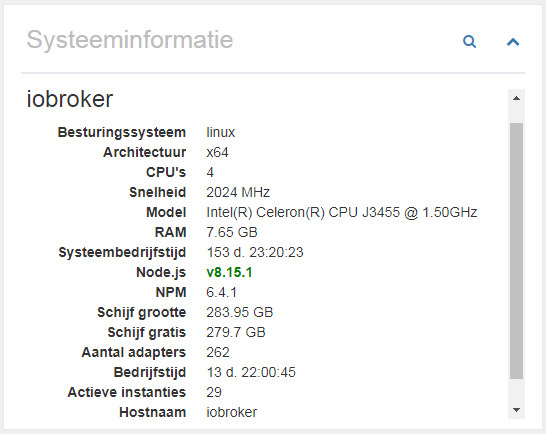 Systeeminformatie
iobroker
Besturingssysteem linux
Architectuur x64
CPU's 4
Snelheid 2024 MHz
Model Intel(R) Celeron(R) CPU J3455 @ 1.50GHz
RAM 7.65 GB
Systeembedrijfstijd 153 d. 23:20:23
Node.js v8.15.1
NPM 6.4.1
Schijf grootte 283.95 GB
Schijf gratis 279.7 GB
Aantal adapters 262
Bedrijfstijd 13 d. 22:00:45
Actieve instanties 29
Hostnaam iobroker